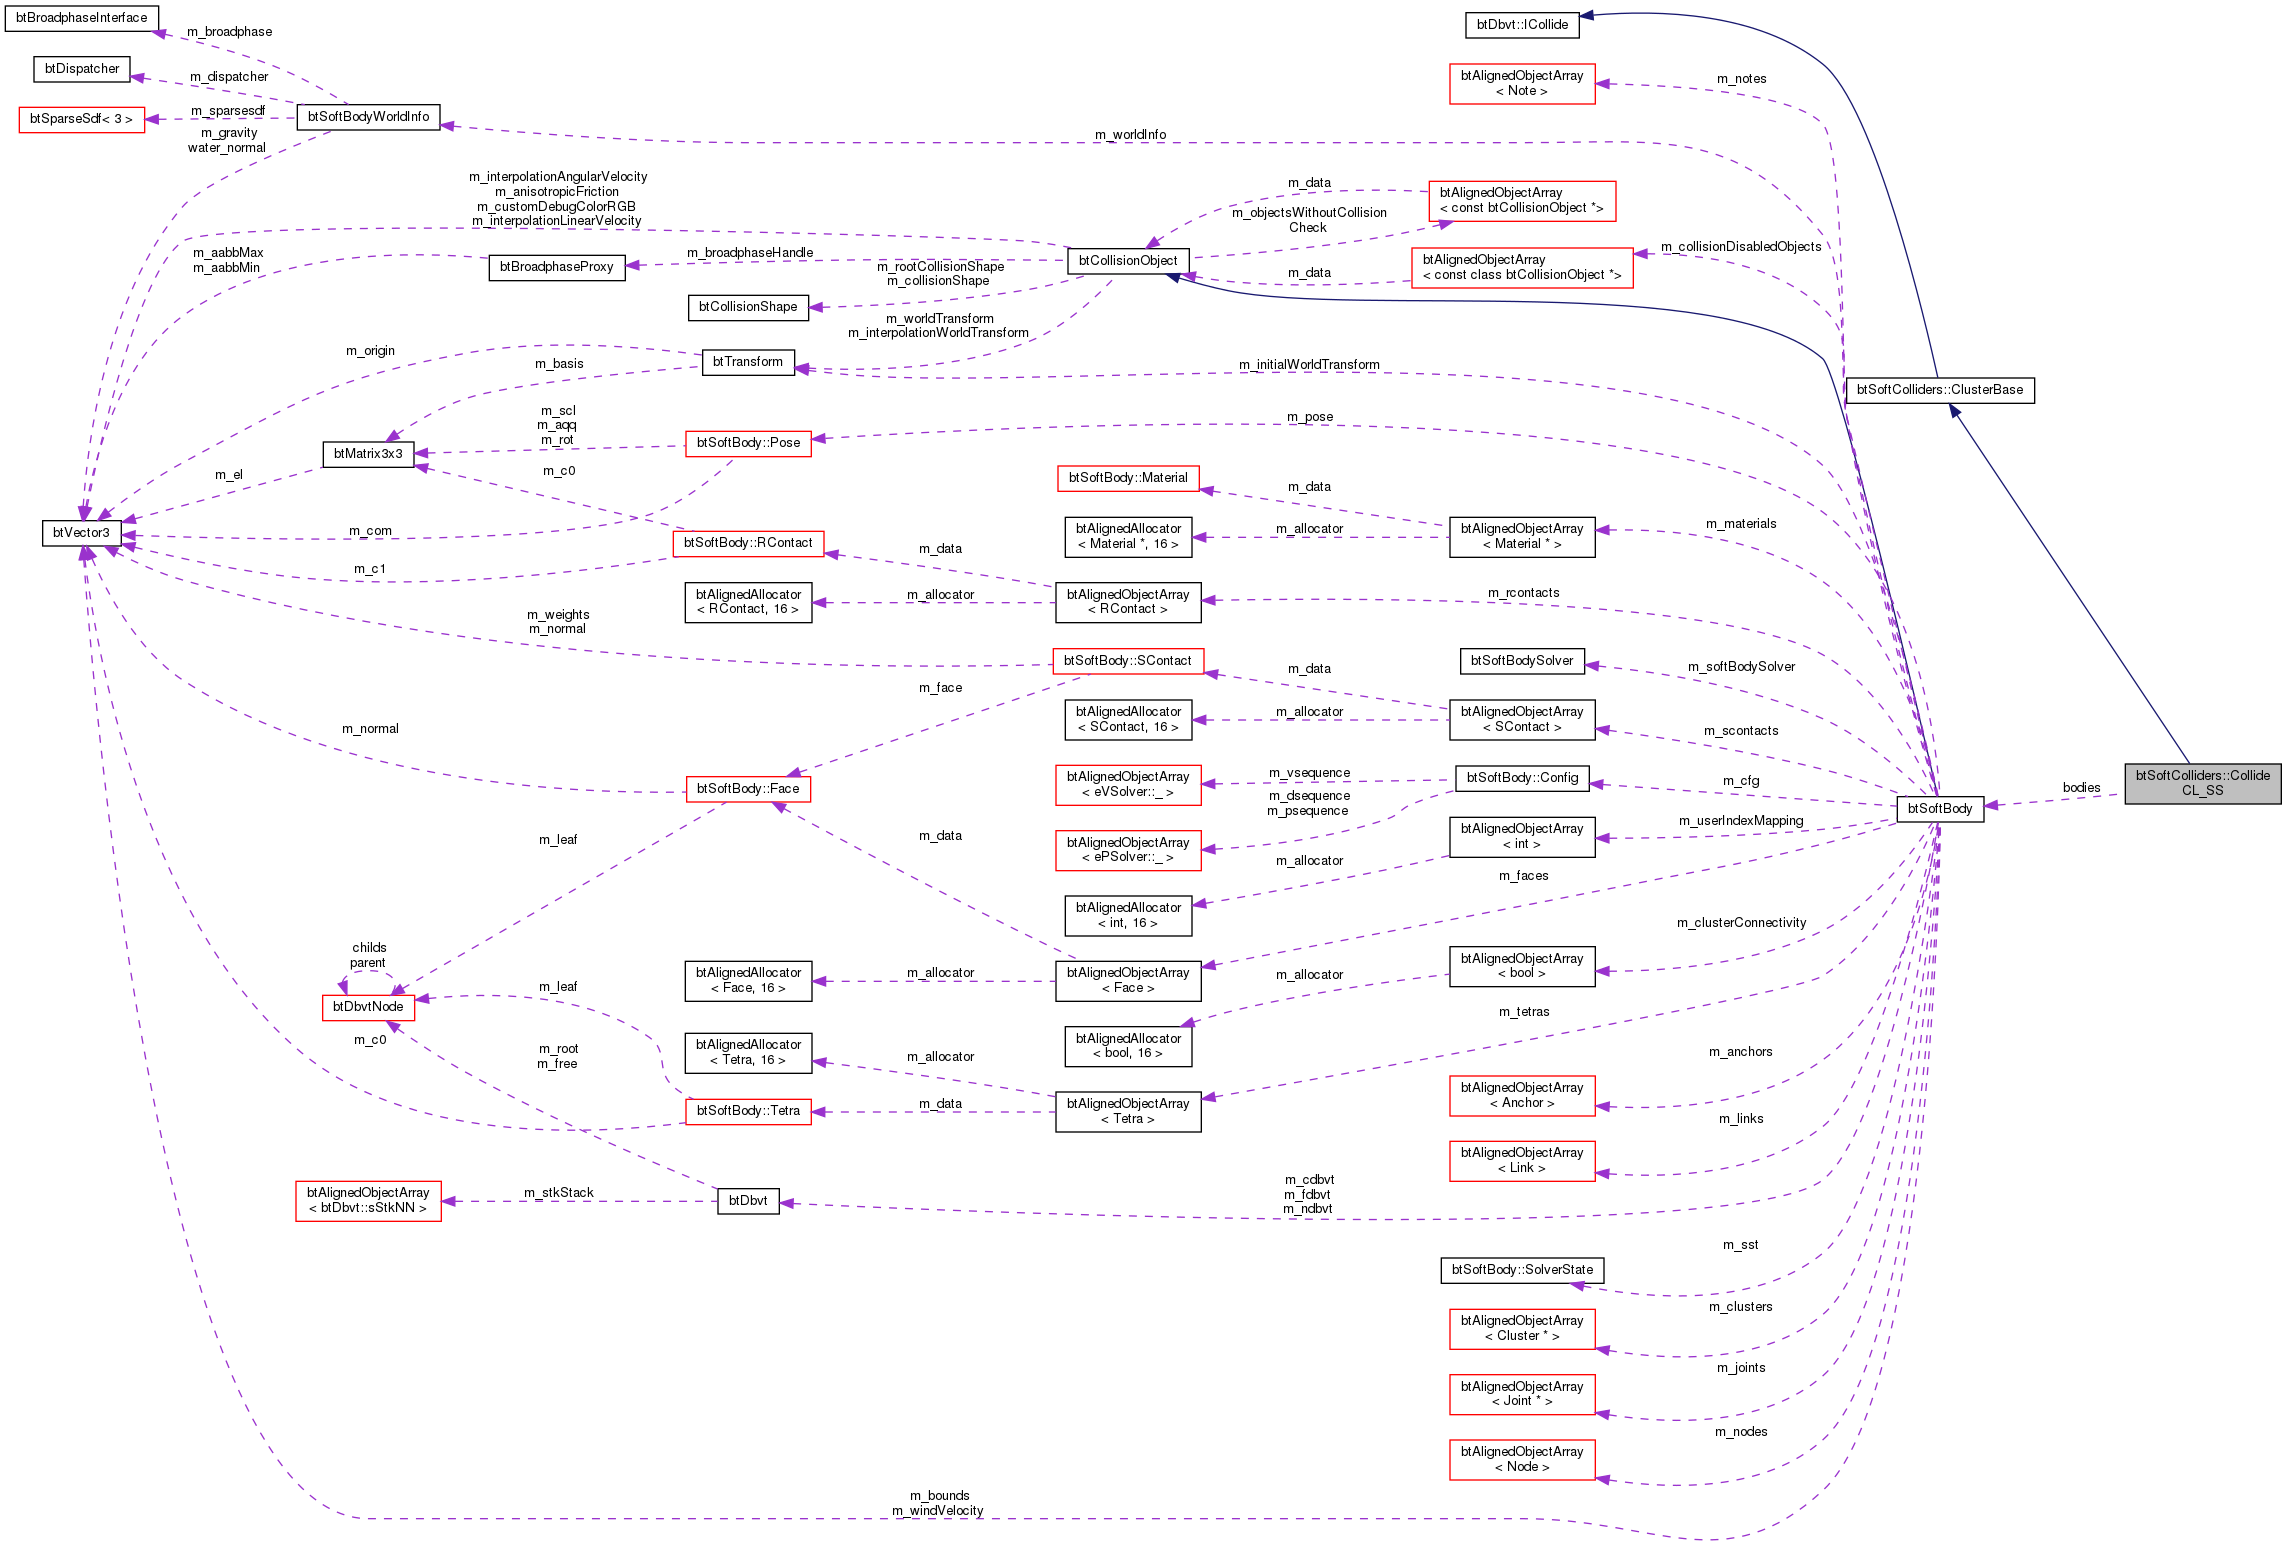 btBroadphaseInterface
m_broadphase
btDispatcher
m_dispatcher
btSparseSdf< 3 >
m_sparsesdf
btSoftBodyWorldInfo
m_gravity
water_normal
m_worldInfo
btDbvt::ICollide
btAlignedObjectArray
< Note >
m_notes
m_interpolationAngularVelocity
m_anisotropicFriction
m_customDebugColorRGB
m_interpolationLinearVelocity
m_data
btAlignedObjectArray
< const btCollisionObject *>
m_objectsWithoutCollision
Check
m_aabbMax
m_aabbMin
btBroadphaseProxy
m_broadphaseHandle
btCollisionObject
m_data
btAlignedObjectArray
< const class btCollisionObject *>
m_collisionDisabledObjects
m_rootCollisionShape
m_collisionShape
btCollisionShape
m_worldTransform
m_interpolationWorldTransform
m_origin
m_basis
btTransform
m_initialWorldTransform
btSoftColliders::ClusterBase
m_scl
m_aqq
m_rot
btSoftBody::Pose
m_pose
btMatrix3x3
m_el
m_c0
btSoftBody::Material
m_data
btVector3
m_com
btSoftBody::RContact
btAlignedAllocator
< Material *, 16 >
m_allocator
btAlignedObjectArray
< Material * >
m_materials
m_c1
m_data
btAlignedAllocator
< RContact, 16 >
m_allocator
btAlignedObjectArray
< RContact >
m_rcontacts
m_weights
m_normal
btSoftBody::SContact
m_data
btSoftBodySolver
m_softBodySolver
m_face
btAlignedAllocator
< SContact, 16 >
m_allocator
btAlignedObjectArray
< SContact >
m_scontacts
m_normal
btSoftBody::Face
btAlignedObjectArray
< eVSolver::_ >
m_vsequence
btSoftBody::Config
m_cfg
m_dsequence
m_psequence
btSoftBody
bodies
btSoftColliders::Collide
CL_SS
m_leaf
m_data
btAlignedObjectArray
< ePSolver::_ >
m_allocator
btAlignedObjectArray
< int >
m_userIndexMapping
m_faces
btAlignedAllocator
< int, 16 >
m_clusterConnectivity
childs
parent
btDbvtNode
m_leaf
btAlignedAllocator
< Face, 16 >
m_allocator
btAlignedObjectArray
< Face >
m_allocator
btAlignedObjectArray
< bool >
m_tetras
m_c0
m_root
m_free
btAlignedAllocator
< Tetra, 16 >
m_allocator
btAlignedAllocator
< bool, 16 >
m_anchors
btSoftBody::Tetra
m_data
btAlignedObjectArray
< Tetra >
btAlignedObjectArray
< Anchor >
m_links
btAlignedObjectArray
< Link >
btAlignedObjectArray
< btDbvt::sStkNN >
m_stkStack
btDbvt
m_cdbvt
m_fdbvt
m_ndbvt
m_sst
btSoftBody::SolverState
m_clusters
btAlignedObjectArray
< Cluster * >
m_joints
btAlignedObjectArray
< Joint * >
m_nodes
btAlignedObjectArray
< Node >
m_bounds
m_windVelocity